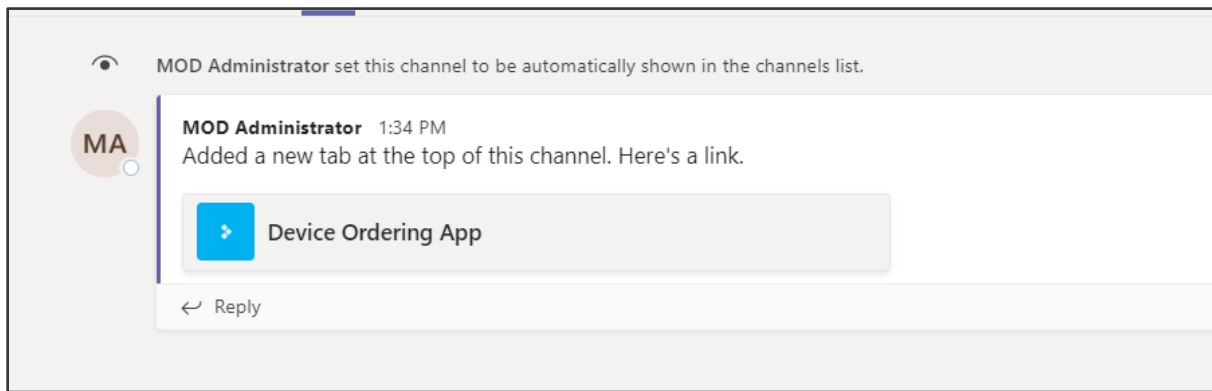 MOD Administrator set this channel to be automatically shown in the channels list.
MA
MOD Administrator 1:34 PM
Added a new tab at the top of this channel. Here's a link.
Device Ordering App
Reply